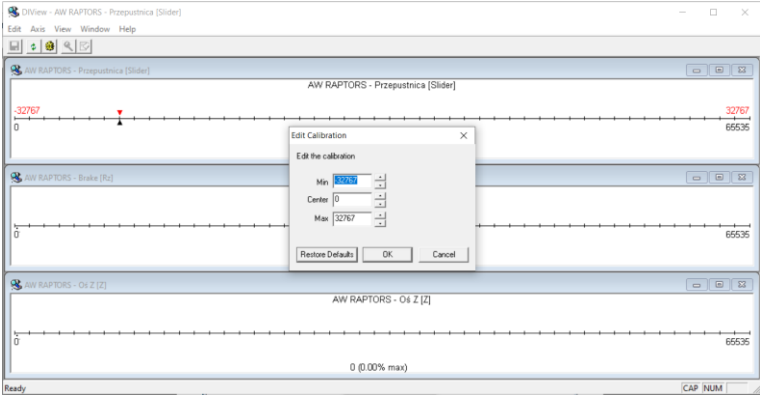 DIView - AW RAPTORS - Przepustnica [Slider]
Edit Axis View Window Help
AW RAPTORS - Przepustnica [Slider]
AW RAPTORS - Przepustnica [Slider]
-32767 32767
0 65535
Edit Calibration
Edit the calibration
Min -32767
Center 0
Max 32767
Restore Defaults OK Cancel
AW RAPTORS - Brake [Rz]
0 65535
AW RAPTORS - Oś Z [Z]
AW RAPTORS - Oś Z [Z]
0 65535
0 (0.00% max)
Ready CAP NUM